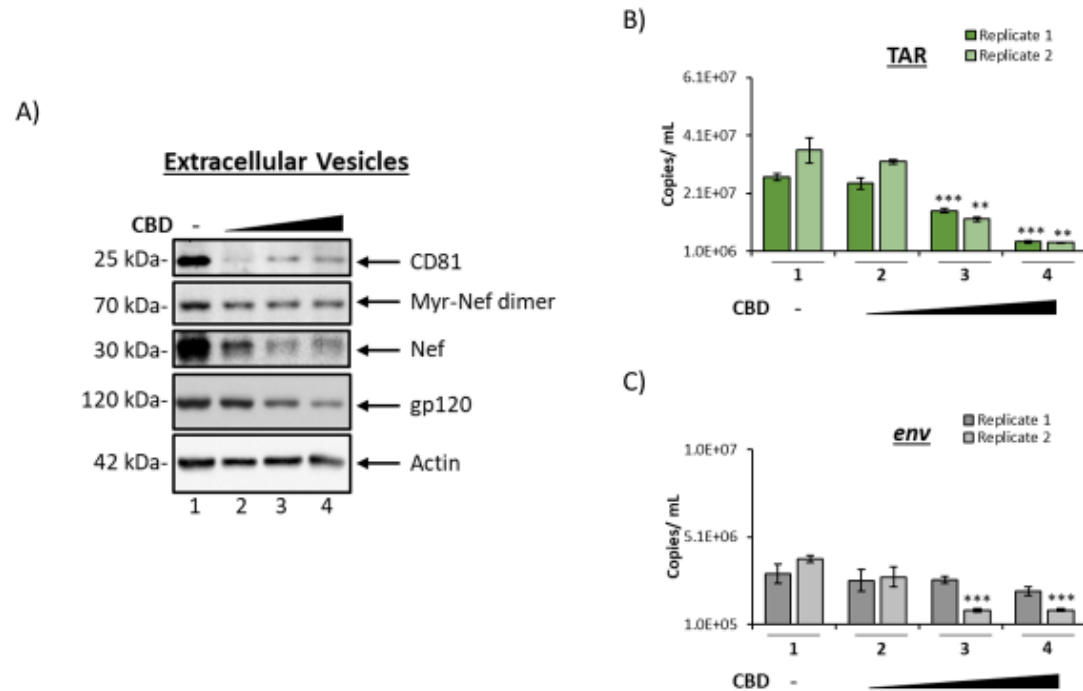 A)
Extracellular Vesicles
CBD -
25 kDa- CD81
70 kDa- Myr-Nef dimer
30 kDa- Nef
120 kDa- gp120
42 kDa- Actin
1 2 3 4
B)
TAR
Replicate 1
Replicate 2
Copies/ mL
6.1E+07
4.1E+07
2.1E+07
1.0E+06
*** ** *** **
1 2 3 4
CBD -
C)
env
Replicate 1
Replicate 2
Copies/ mL
1.0E+07
5.1E+06
1.0E+05
*** ***
1 2 3 4
CBD -